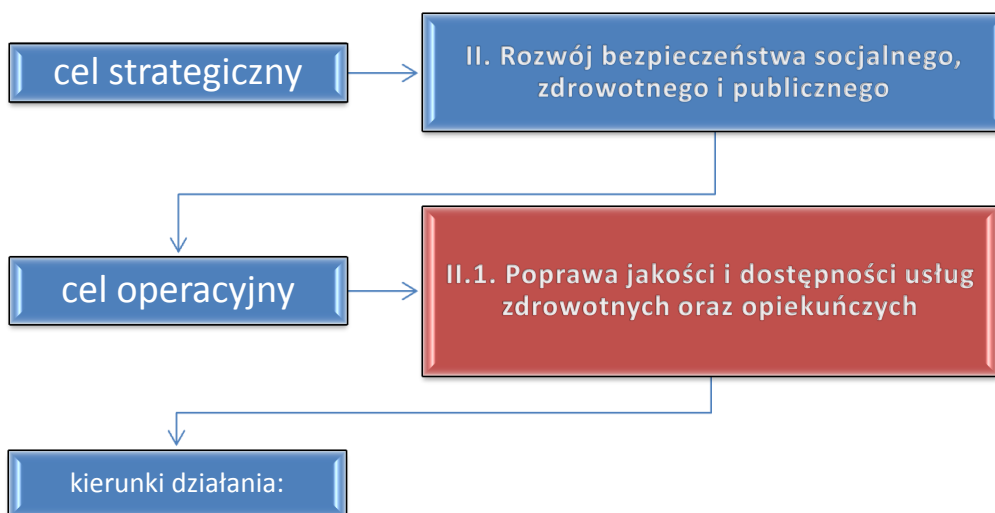 cel strategiczny
II. Rozwój bezpieczeństwa socjalnego,
zdrowotnego i publicznego
cel operacyjny
II.1. Poprawa jakości i dostępności usług
zdrowotnych oraz opiekuńczych
kierunki działania: